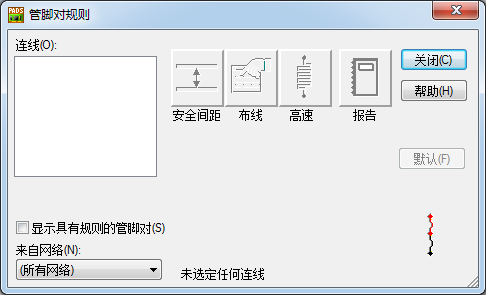 PADS
管脚对规则
连线(O):
安全间距 布线 高速 报告
关闭(C)
帮助(H)
默认(F)
显示具有规则的管脚对(S)
来自网络(N):
(所有网络)
未选定任何连线